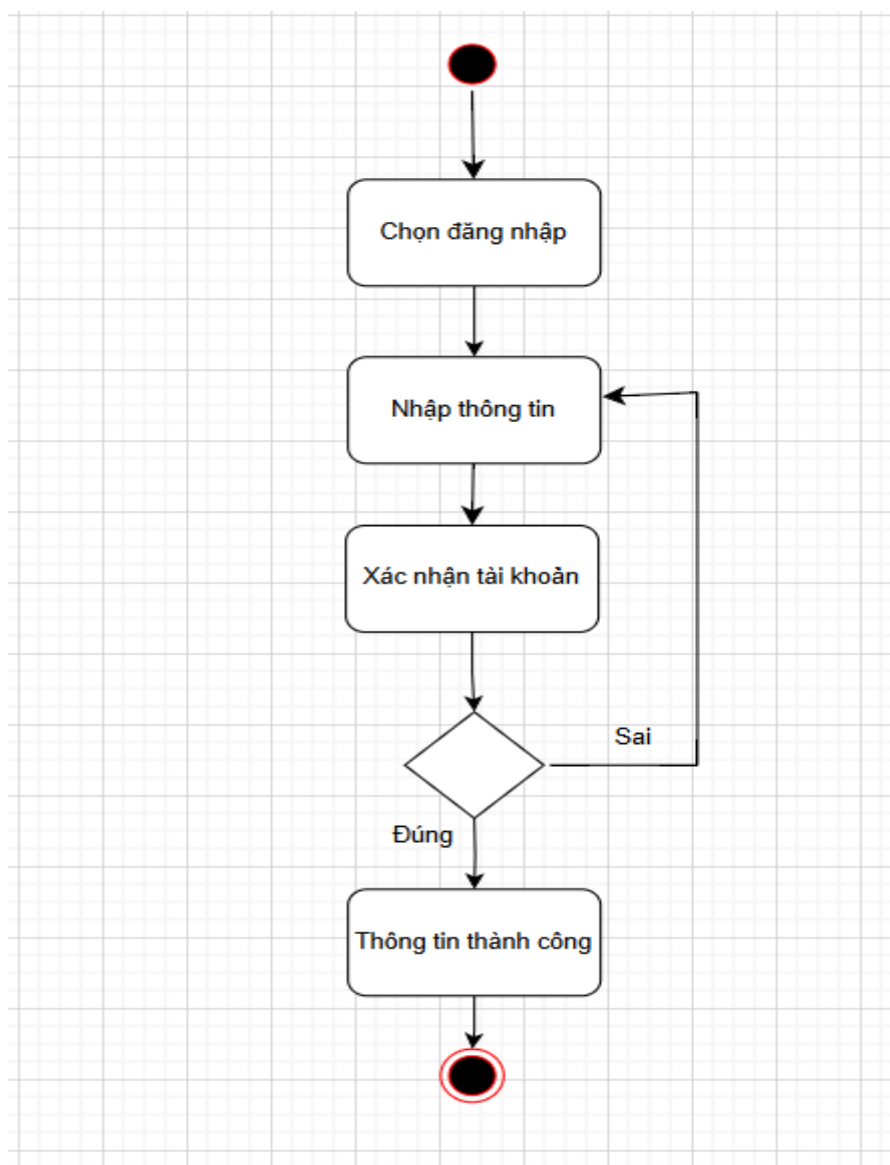 Chọn đăng nhập
Nhập thông tin
Xác nhận tài khoản
Sai
Đúng
Thông tin thành công